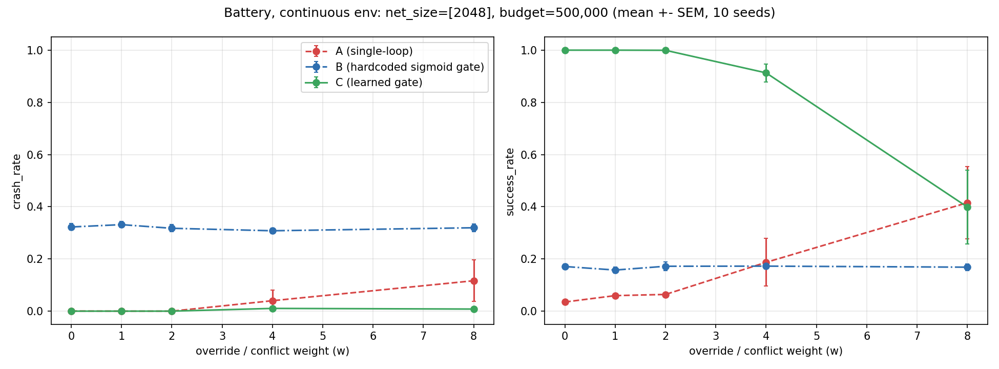 Battery, continuous env: net_size=[2048], budget=500,000 (mean +- SEM, 10 seeds)
crash_rate
1.0
0.8
0.6
0.4
0.2
0.0
A (single-loop)
B (hardcoded sigmoid gate)
C (learned gate)
0 1 2 3 4 5 6 7 8
override / conflict weight (w)
success_rate
1.0
0.8
0.6
0.4
0.2
0.0
0 1 2 3 4 5 6 7 8
override / conflict weight (w)